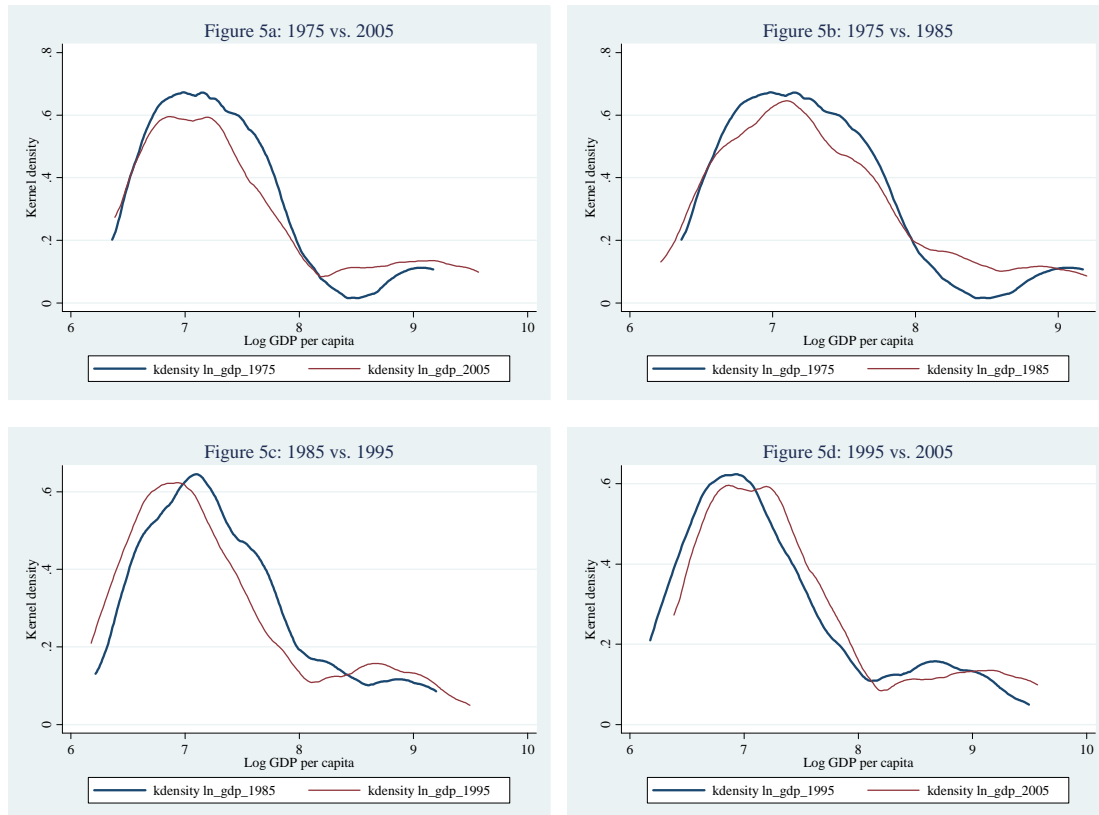 Figure 5a: 1975 vs. 2005
Kernel density
0 .2 .4 .6 .8
6 7 8 9 10
Log GDP per capita
kdensity ln_gdp_1975 kdensity ln_gdp_2005
Figure 5b: 1975 vs. 1985
Kernel density
0 .2 .4 .6 .8
6 7 8 9
Log GDP per capita
kdensity ln_gdp_1975 kdensity ln_gdp_1985
Figure 5c: 1985 vs. 1995
Kernel density
0 .2 .4 .6
6 7 8 9 10
Log GDP per capita
kdensity ln_gdp_1985 kdensity ln_gdp_1995
Figure 5d: 1995 vs. 2005
Kernel density
0 .2 .4 .6
6 7 8 9 10
Log GDP per capita
kdensity ln_gdp_1995 kdensity ln_gdp_2005